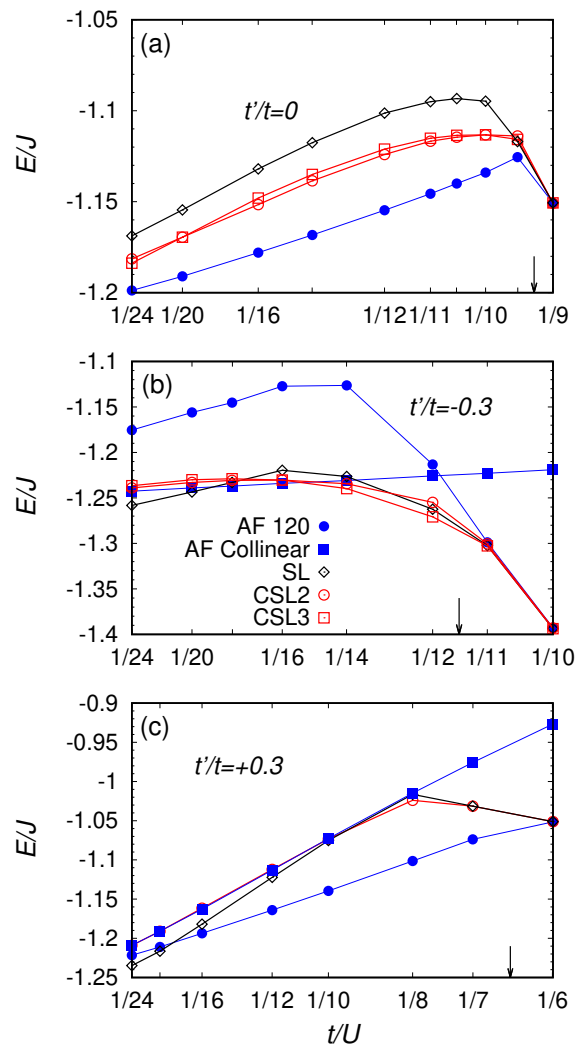 -1.05
(a)
t'/t=0
-1.1
E/J
-1.15
-1.2
1/24 1/20 1/16 1/12 1/11 1/10 1/9
-1.1
(b)
t'/t=-0.3
-1.15
-1.2
E/J
-1.25
AF 120
AF Collinear
-1.3
SL
CSL2
-1.35
CSL3
-1.4
1/24 1/20 1/16 1/14 1/12 1/11 1/10
-0.9
(c)
-0.95
t'/t=+0.3
-1
-1.05
E/J
-1.1
-1.15
-1.2
-1.25
1/24 1/16 1/12 1/10 1/8 1/7 1/6
t/U